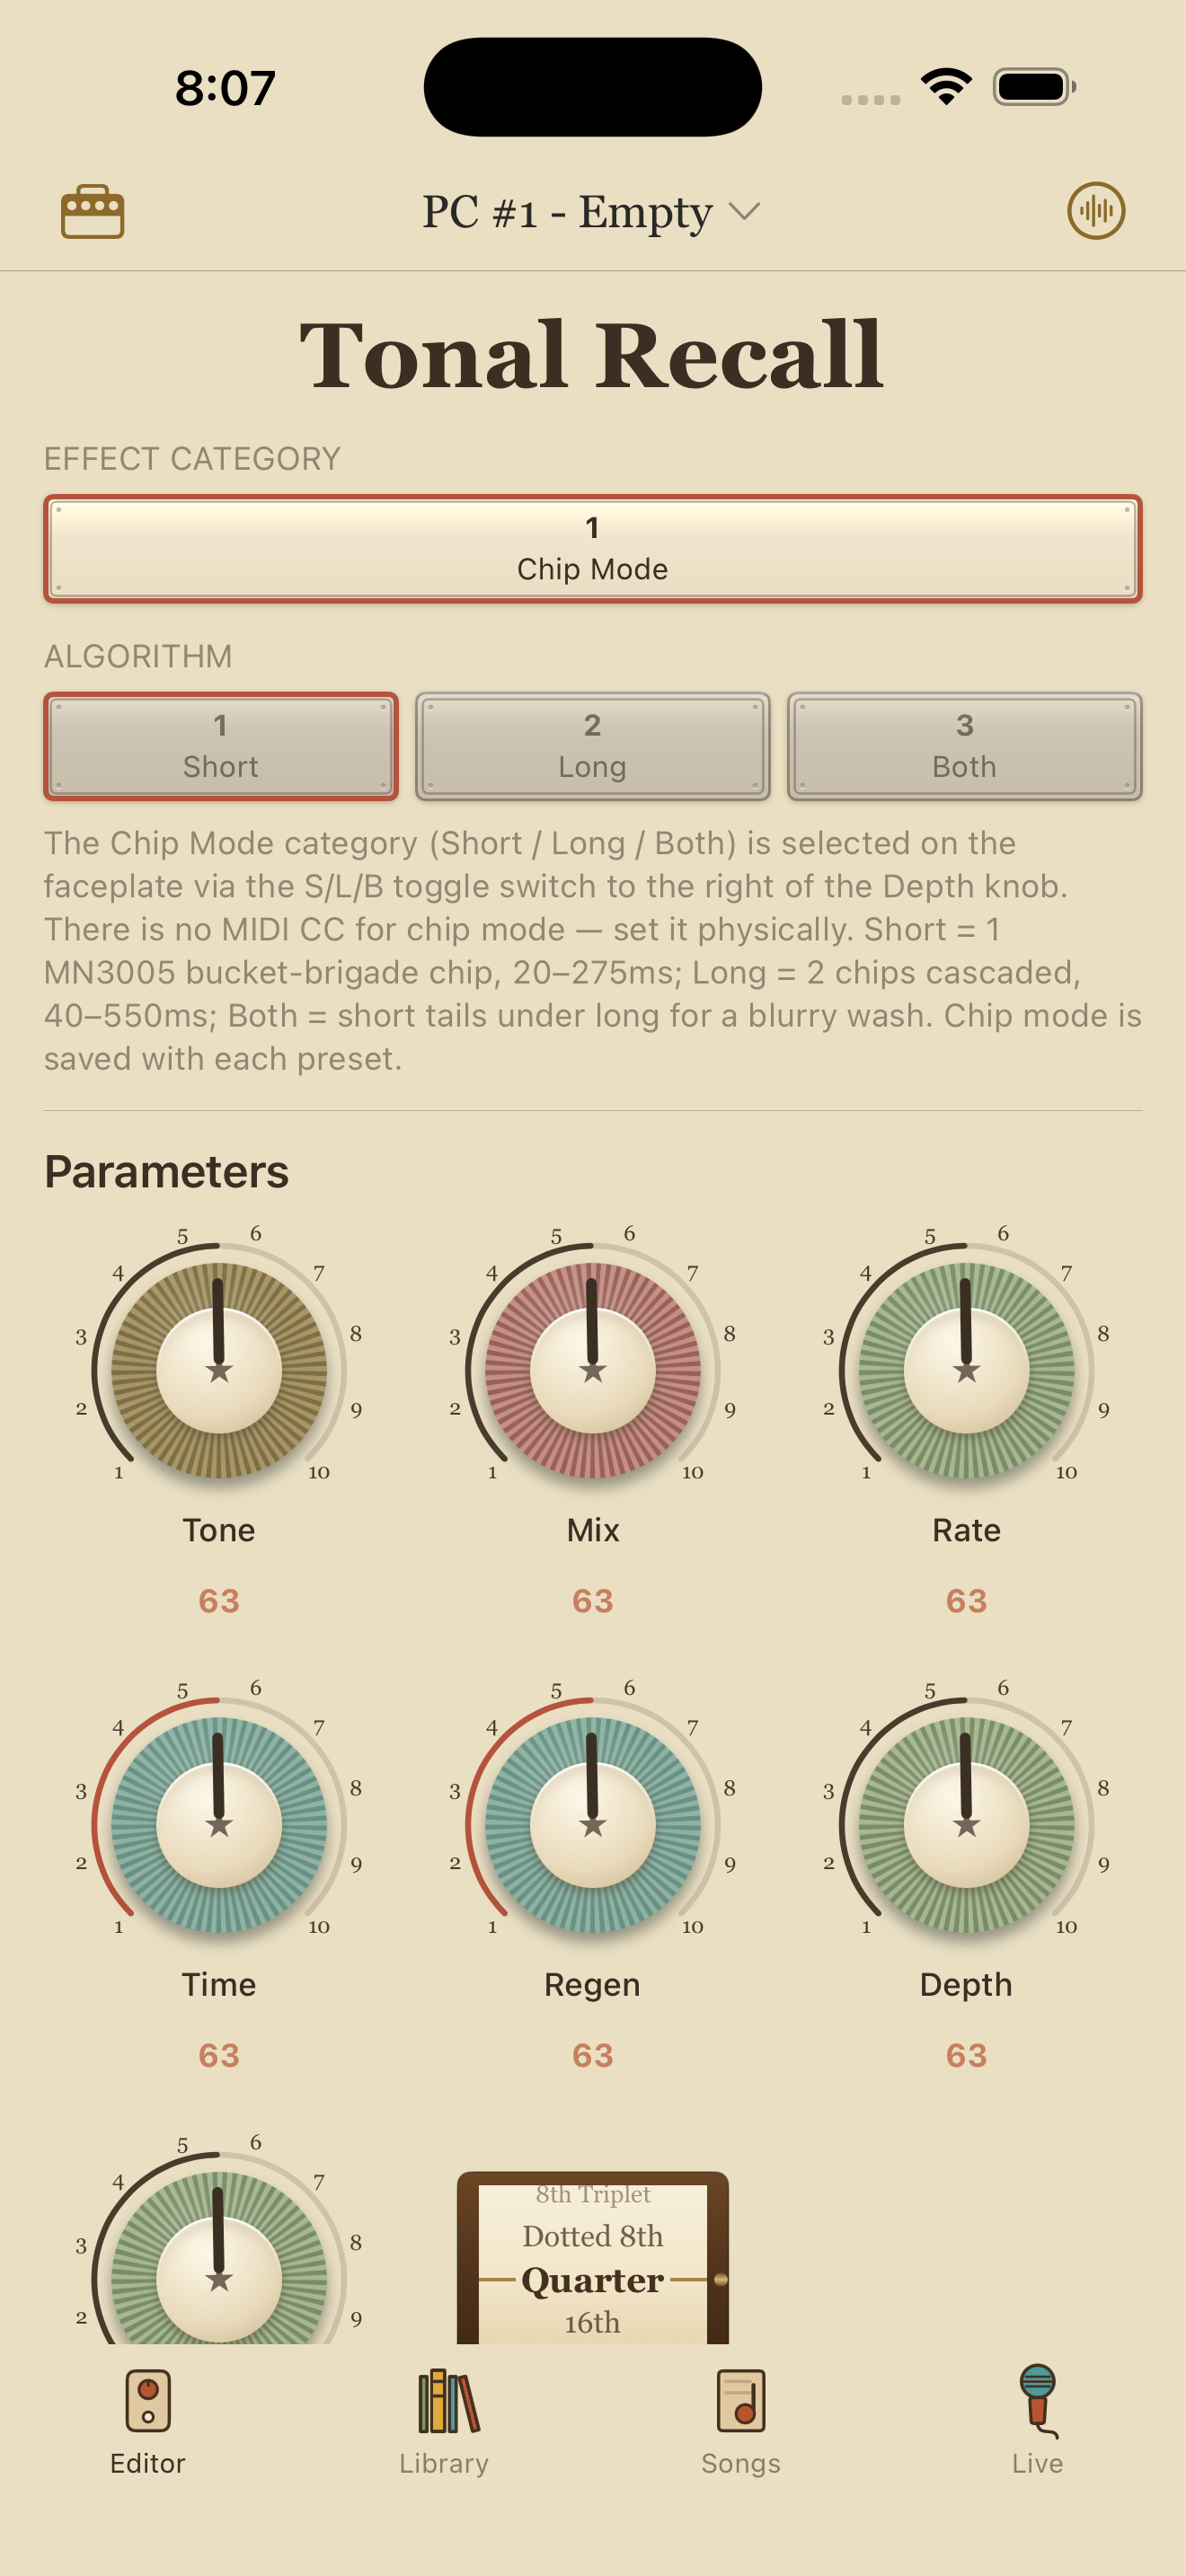 8:07
PC #1 - Empty
Tonal Recall
EFFECT CATEGORY
1
Chip Mode
ALGORITHM
1
Short
2
Long
3
Both
The Chip Mode category (Short / Long / Both) is selected on the
faceplate via the S/L/B toggle switch to the right of the Depth knob.
There is no MIDI CC for chip mode — set it physically. Short = 1
MN3005 bucket-brigade chip, 20–275ms; Long = 2 chips cascaded,
40–550ms; Both = short tails under long for a blurry wash. Chip mode is
saved with each preset.
Parameters
1 2 3 4 5 6 7 8 9 10
Tone
63
1 2 3 4 5 6 7 8 9 10
Mix
63
1 2 3 4 5 6 7 8 9 10
Rate
63
1 2 3 4 5 6 7 8 9 10
Time
63
1 2 3 4 5 6 7 8 9 10
Regen
63
1 2 3 4 5 6 7 8 9 10
Depth
63
2 3 4 5 6 7 8 9
8th Triplet
Dotted 8th
Quarter
16th
Editor
Library
Songs
Live